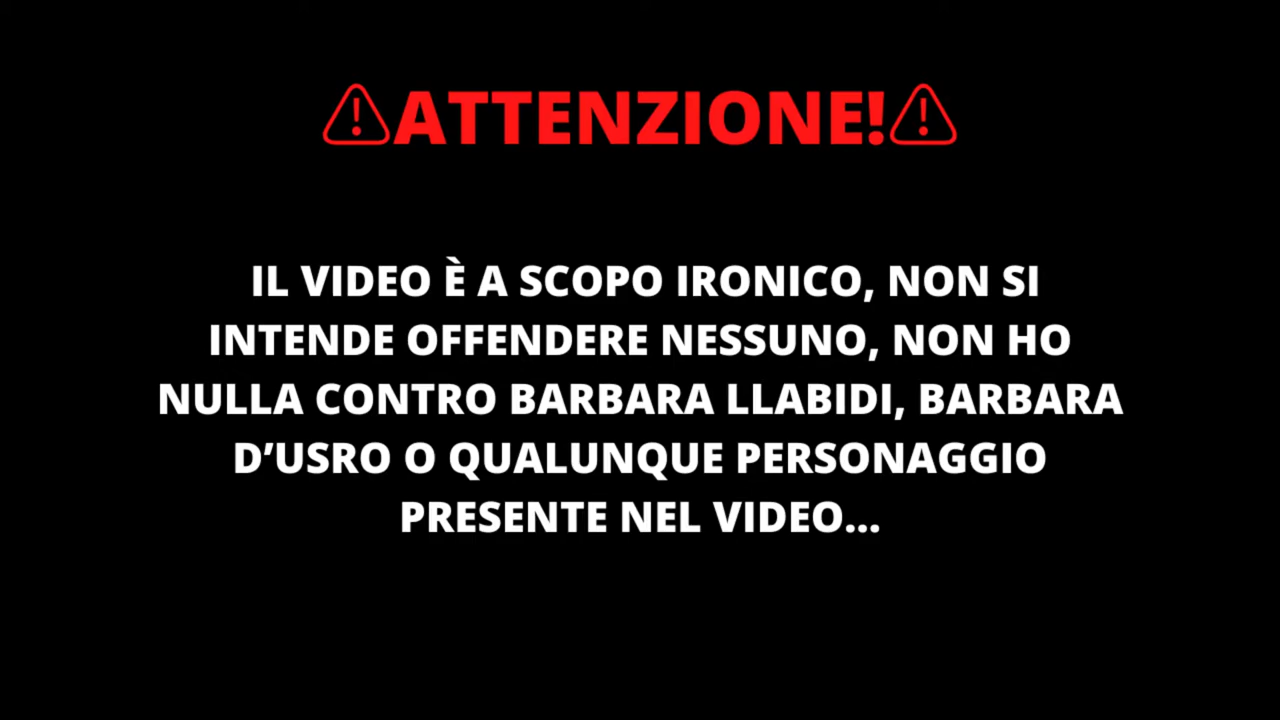 ⚠ATTENZIONE!⚠
IL VIDEO È A SCOPO IRONICO, NON SI
INTENDE OFFENDERE NESSUNO, NON HO
NULLA CONTRO BARBARA LLABIDI, BARBARA
D’USRO O QUALUNQUE PERSONAGGIO
PRESENTE NEL VIDEO...